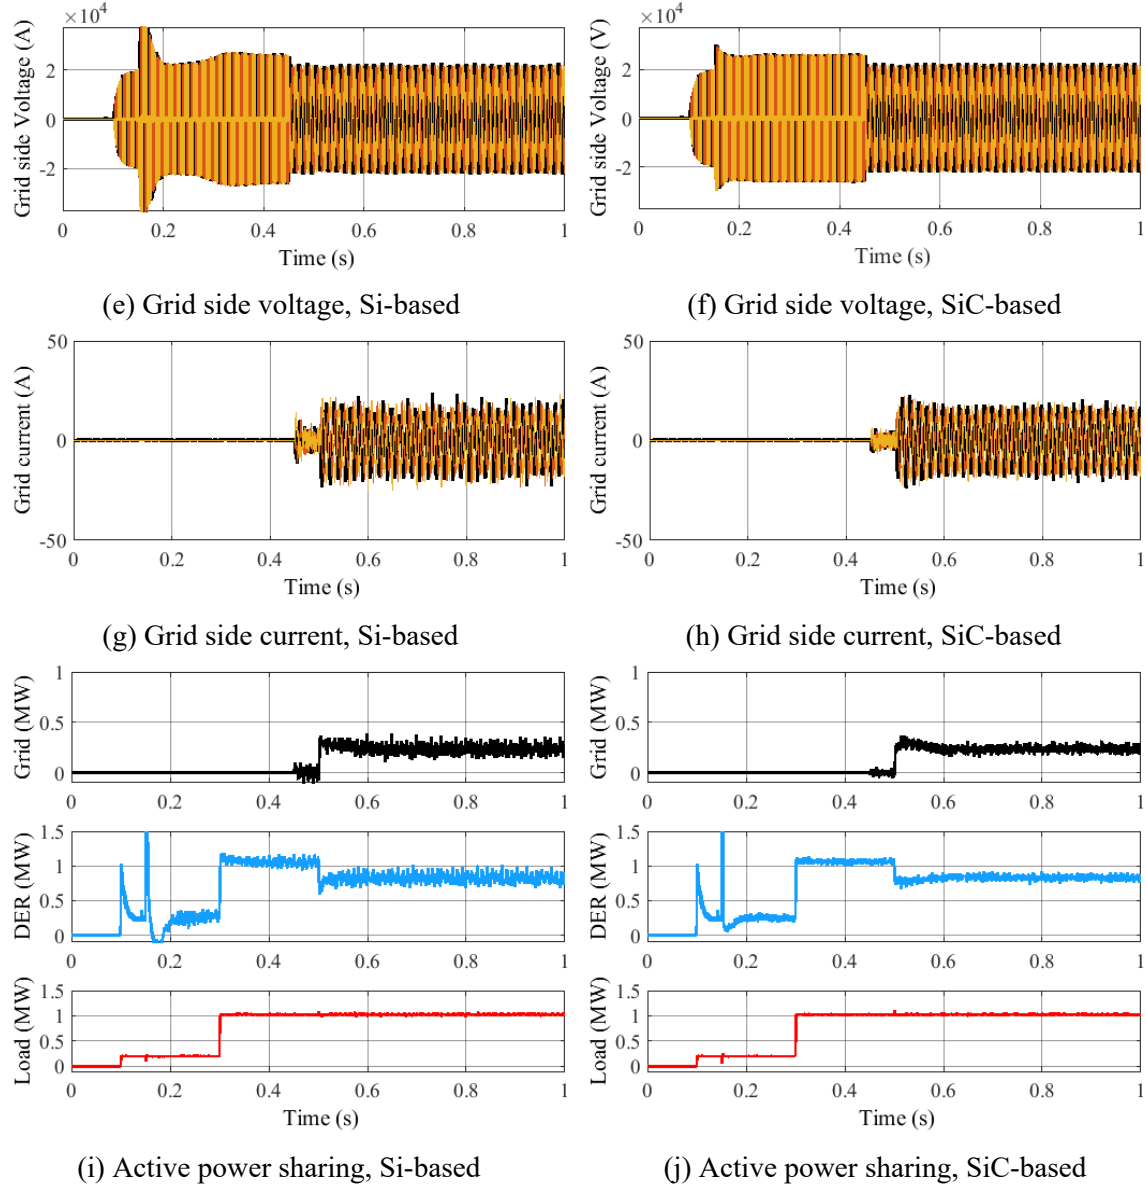 ×10⁴
Grid side Voltage (A)
2
0
-2
0 0.2 0.4 0.6 0.8 1
Time (s)
(e) Grid side voltage, Si-based
×10⁴
Grid side Voltage (V)
2
0
-2
0 0.2 0.4 0.6 0.8 1
Time (s)
(f) Grid side voltage, SiC-based
Grid current (A)
50
0
-50
0 0.2 0.4 0.6 0.8 1
Time (s)
(g) Grid side current, Si-based
Grid current (A)
50
0
-50
0 0.2 0.4 0.6 0.8 1
Time (s)
(h) Grid side current, SiC-based
Grid (MW)
1
0.5
0
0 0.2 0.4 0.6 0.8 1
DER (MW)
1.5
1
0.5
0
0 0.2 0.4 0.6 0.8 1
Load (MW)
1.5
1
0.5
0
0 0.2 0.4 0.6 0.8 1
Time (s)
(i) Active power sharing, Si-based
Grid (MW)
1
0.5
0
0 0.2 0.4 0.6 0.8 1
DER (MW)
1.5
1
0.5
0
0 0.2 0.4 0.6 0.8 1
Load (MW)
1.5
1
0.5
0
0 0.2 0.4 0.6 0.8 1
Time (s)
(j) Active power sharing, SiC-based